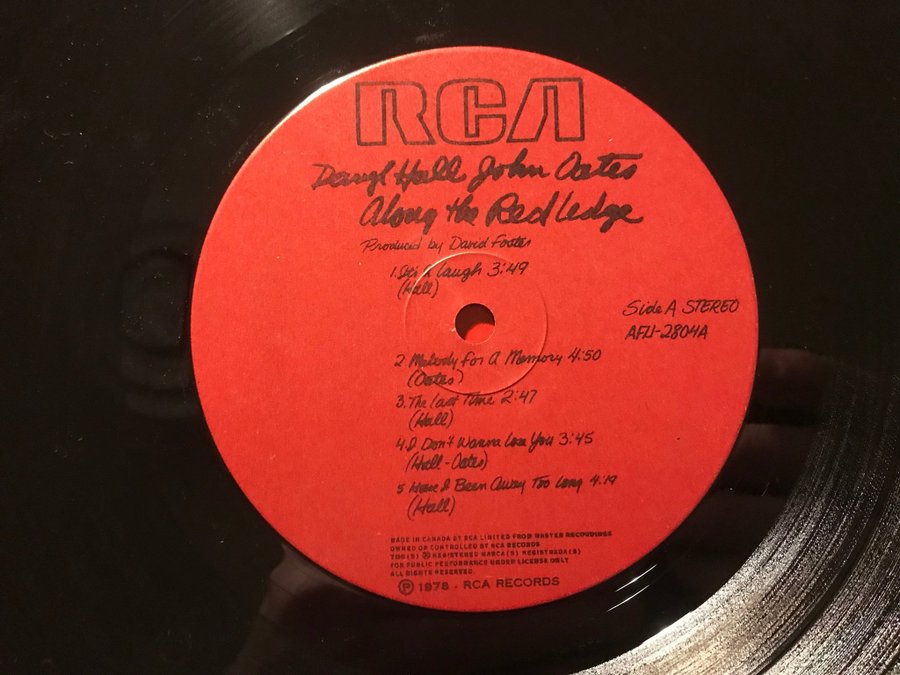 RCA
Daryl Hall John Oates
Along the Red Ledge
Produced by David Foster
1. It's A Laugh 3:49
(Hall)
Side A STEREO
AFL1-2804A
2 Melody For A Memory 4:50
(Oates)
3. The Last Time 2:47
(Hall)
4. I Don't Wanna Lose You 3:45
(Hall-Oates)
5 Have I Been Away Too Long 4:19
(Hall)
MADE IN CANADA BY RCA LIMITED FROM MASTER RECORDINGS
OWNED OR CONTROLLED BY RCA RECORDS
TMK(S) ® REGISTERED MARCA(S) REGISTRADA(S)
FOR PUBLIC PERFORMANCE UNDER LICENSE ONLY
ALL RIGHTS RESERVED.
℗ 1978 - RCA RECORDS